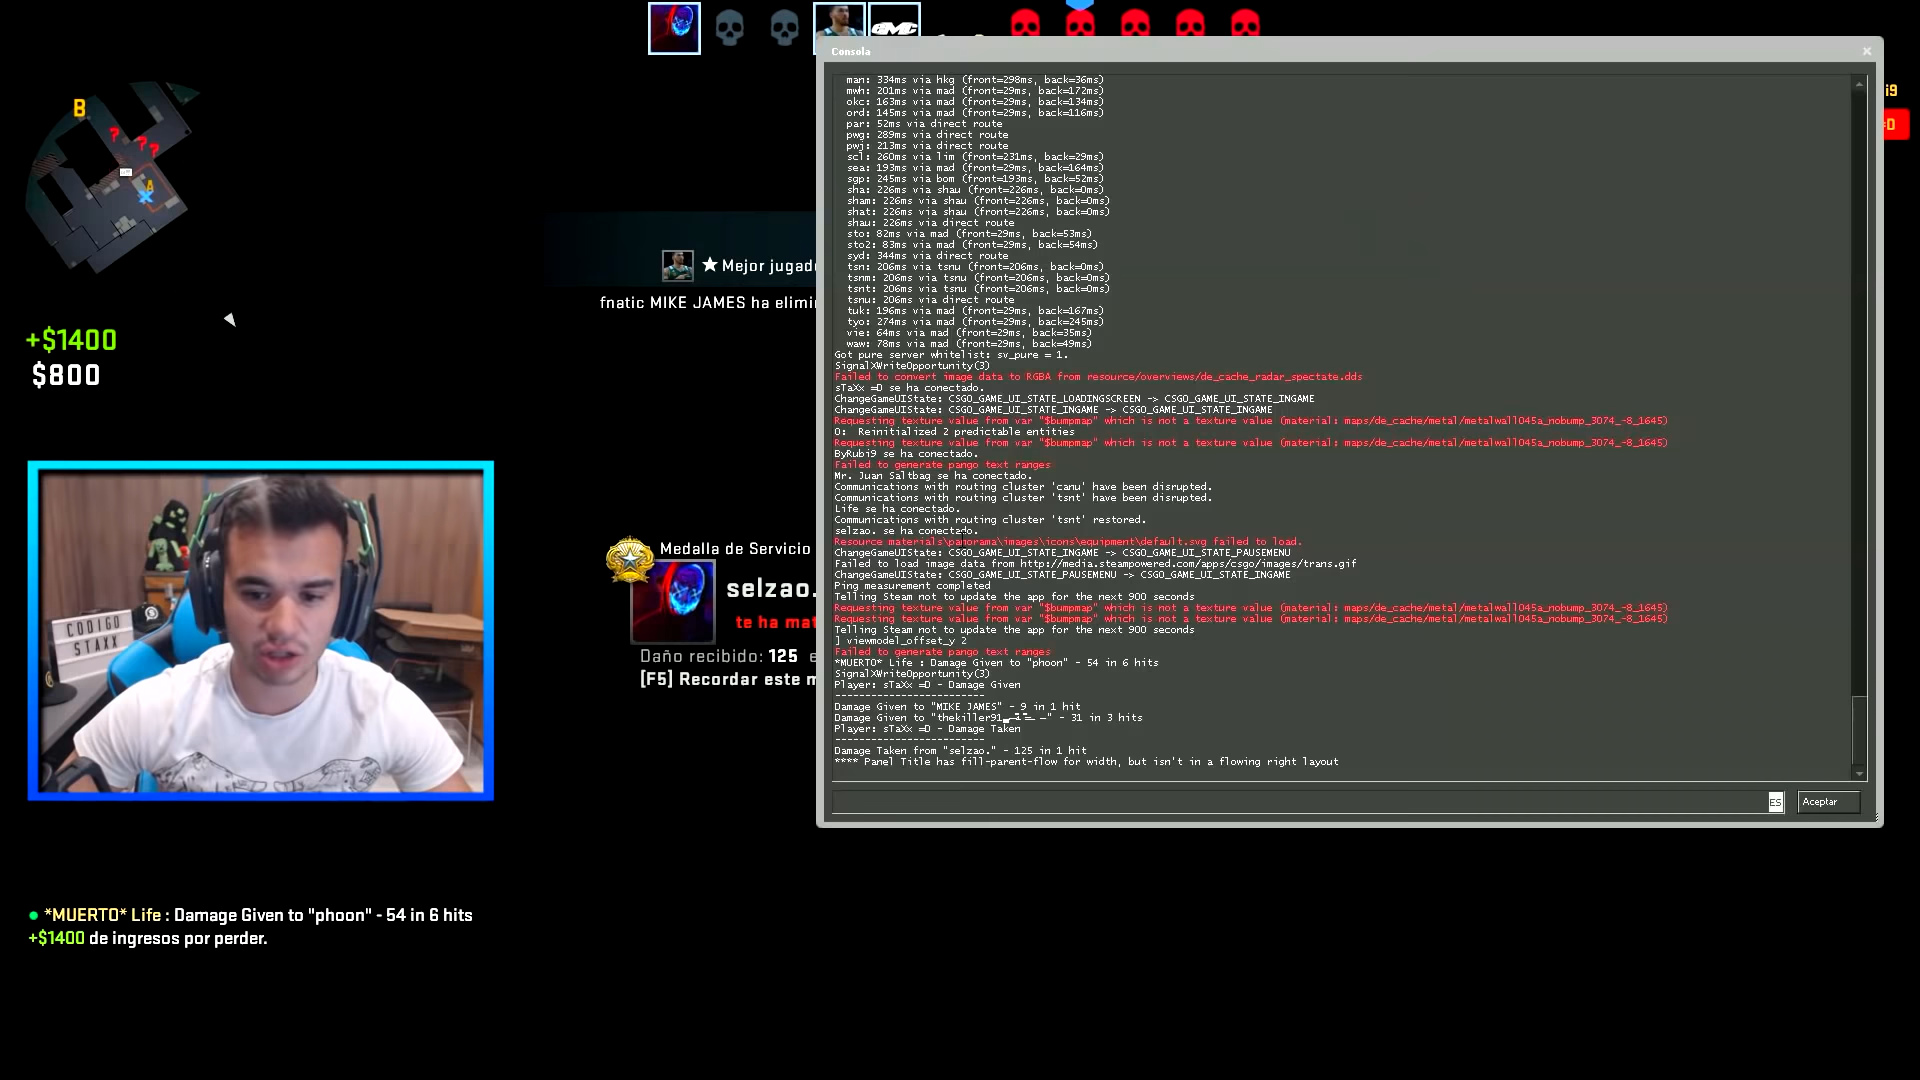 Consola
man: 334ms via hkg (front=298ms, back=36ms)
mwh: 201ms via mad (front=29ms, back=172ms)
okc: 163ms via mad (front=29ms, back=134ms)
ord: 145ms via mad (front=29ms, back=116ms)
par: 52ms via direct route
pwg: 289ms via direct route
pwj: 213ms via direct route
scl: 260ms via lim (front=231ms, back=29ms)
sea: 193ms via mad (front=29ms, back=164ms)
sgp: 245ms via bom (front=193ms, back=52ms)
sha: 226ms via shau (front=226ms, back=0ms)
sham: 226ms via shau (front=226ms, back=0ms)
shat: 226ms via shau (front=226ms, back=0ms)
shau: 226ms via direct route
sto: 82ms via mad (front=29ms, back=53ms)
sto2: 83ms via mad (front=29ms, back=54ms)
syd: 344ms via direct route
tsn: 206ms via tsnu (front=206ms, back=0ms)
tsnm: 206ms via tsnu (front=206ms, back=0ms)
tsnt: 206ms via tsnu (front=206ms, back=0ms)
tsnu: 206ms via direct route
tuk: 196ms via mad (front=29ms, back=167ms)
tyo: 274ms via mad (front=29ms, back=245ms)
vie: 64ms via mad (front=29ms, back=35ms)
waw: 78ms via mad (front=29ms, back=49ms)
Got pure server whitelist: sv_pure = 1.
SignalXWriteOpportunity(3)
Failed to convert image data to RGBA from resource/overviews/de_cache_radar_spectate.dds
sTaXx =D se ha conectado.
ChangeGameUIState: CSGO_GAME_UI_STATE_LOADINGSCREEN -> CSGO_GAME_UI_STATE_INGAME
ChangeGameUIState: CSGO_GAME_UI_STATE_INGAME -> CSGO_GAME_UI_STATE_INGAME
Requesting texture value from var "$bumpmap" which is not a texture value (material: maps/de_cache/metal/metalwall045a_nobump_3074_-8_1645)
0:  Reinitialized 2 predictable entities
Requesting texture value from var "$bumpmap" which is not a texture value (material: maps/de_cache/metal/metalwall045a_nobump_3074_-8_1645)
ByRubi9 se ha conectado.
Failed to generate pango text ranges
Mr. Juan Saltbag se ha conectado.
Communications with routing cluster 'canu' have been disrupted.
Communications with routing cluster 'tsnt' have been disrupted.
Life se ha conectado.
Communications with routing cluster 'tsnt' restored.
selzao. se ha conectado.
Resource materials\panorama\images\icons\equipment\default.svg failed to load.
ChangeGameUIState: CSGO_GAME_UI_STATE_INGAME -> CSGO_GAME_UI_STATE_PAUSEMENU
Failed to load image data from http://media.steampowered.com/apps/csgo/images/trans.gif
ChangeGameUIState: CSGO_GAME_UI_STATE_PAUSEMENU -> CSGO_GAME_UI_STATE_INGAME
Ping measurement completed
Telling Steam not to update the app for the next 900 seconds
Requesting texture value from var "$bumpmap" which is not a texture value (material: maps/de_cache/metal/metalwall045a_nobump_3074_-8_1645)
Requesting texture value from var "$bumpmap" which is not a texture value (material: maps/de_cache/metal/metalwall045a_nobump_3074_-8_1645)
Telling Steam not to update the app for the next 900 seconds
] viewmodel_offset_y 2
Failed to generate pango text ranges
*MUERTO* Life : Damage Given to "phoon" - 54 in 6 hits
SignalXWriteOpportunity(3)
Player: sTaXx =D - Damage Given
-------------------------
Damage Given to "MIKE JAMES" - 9 in 1 hit
Damage Given to "thekiller91 " - 31 in 3 hits
Player: sTaXx =D - Damage Taken
-------------------------
Damage Taken from "selzao." - 125 in 1 hit
**** Panel Title has fill-parent-flow for width, but isn't in a flowing right layout
ES
Aceptar
i9
B
? ? ?
A
+$1400
$800
★ Mejor jugad
fnatic MIKE JAMES ha elimi
CODIGO
STAXX
Medalla de Servicio
selzao.
te ha mat
Daño recibido: 125 e
[F5] Recordar este m
*MUERTO* Life : Damage Given to "phoon" - 54 in 6 hits
+$1400 de ingresos por perder.